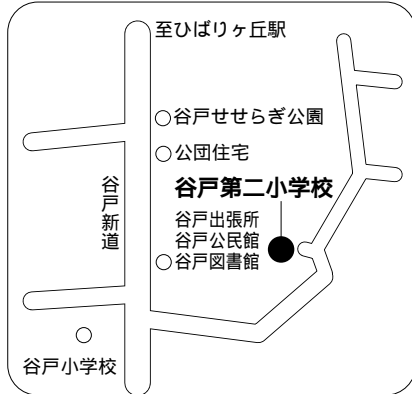 至ひばりヶ丘駅
谷戸せせらぎ公園
公団住宅
谷戸第二小学校
谷戸新道
谷戸出張所
谷戸公民館
谷戸図書館
谷戸小学校